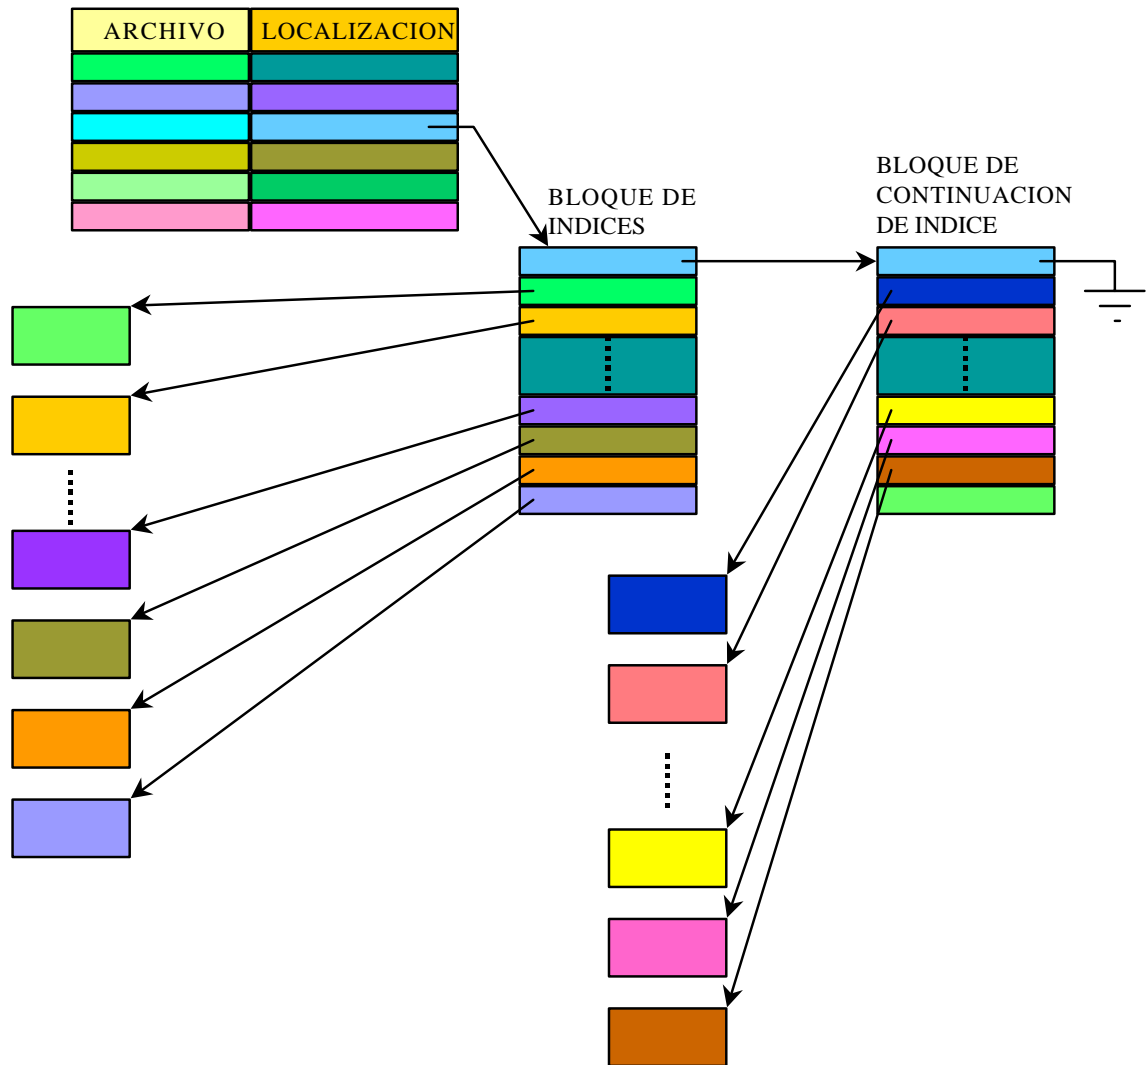 ARCHIVO LOCALIZACION
BLOQUE DE
INDICES
BLOQUE DE
CONTINUACION
DE INDICE